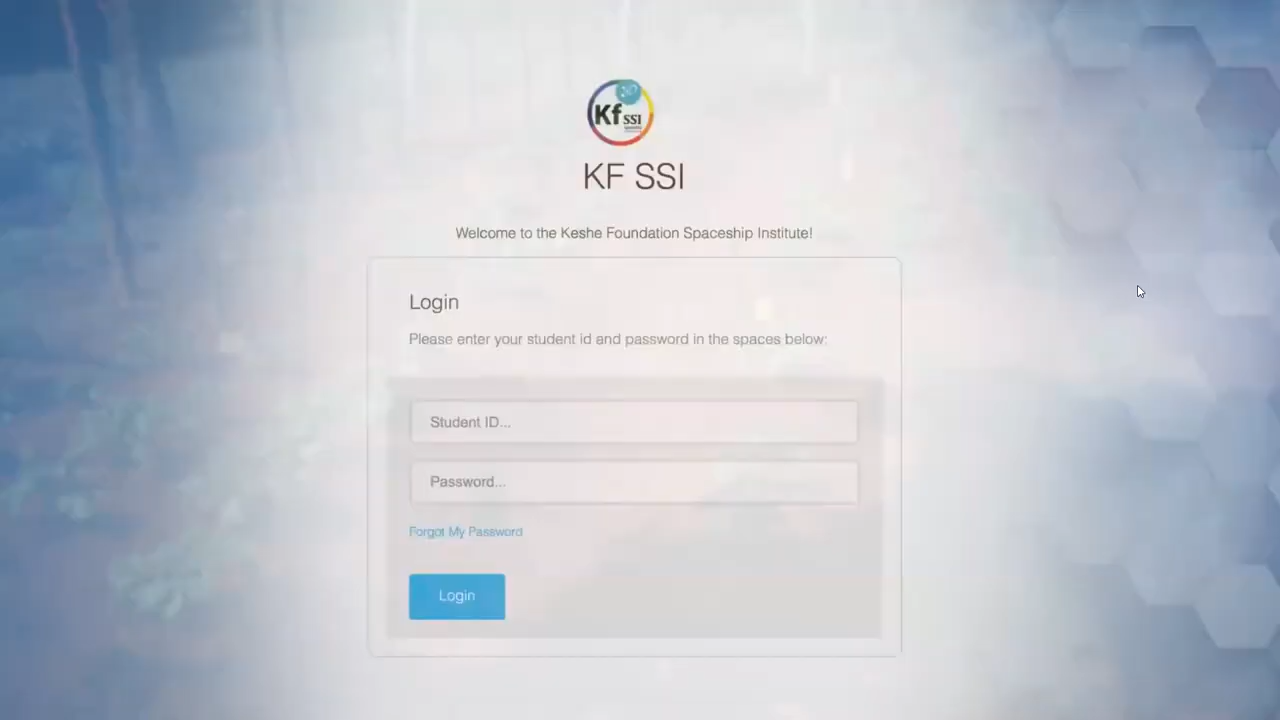 Kf SSI
KF SSI
Welcome to the Keshe Foundation Spaceship Institute!
Login
Please enter your student id and password in the spaces below:
Student ID...
Password...
Forgot My Password
Login